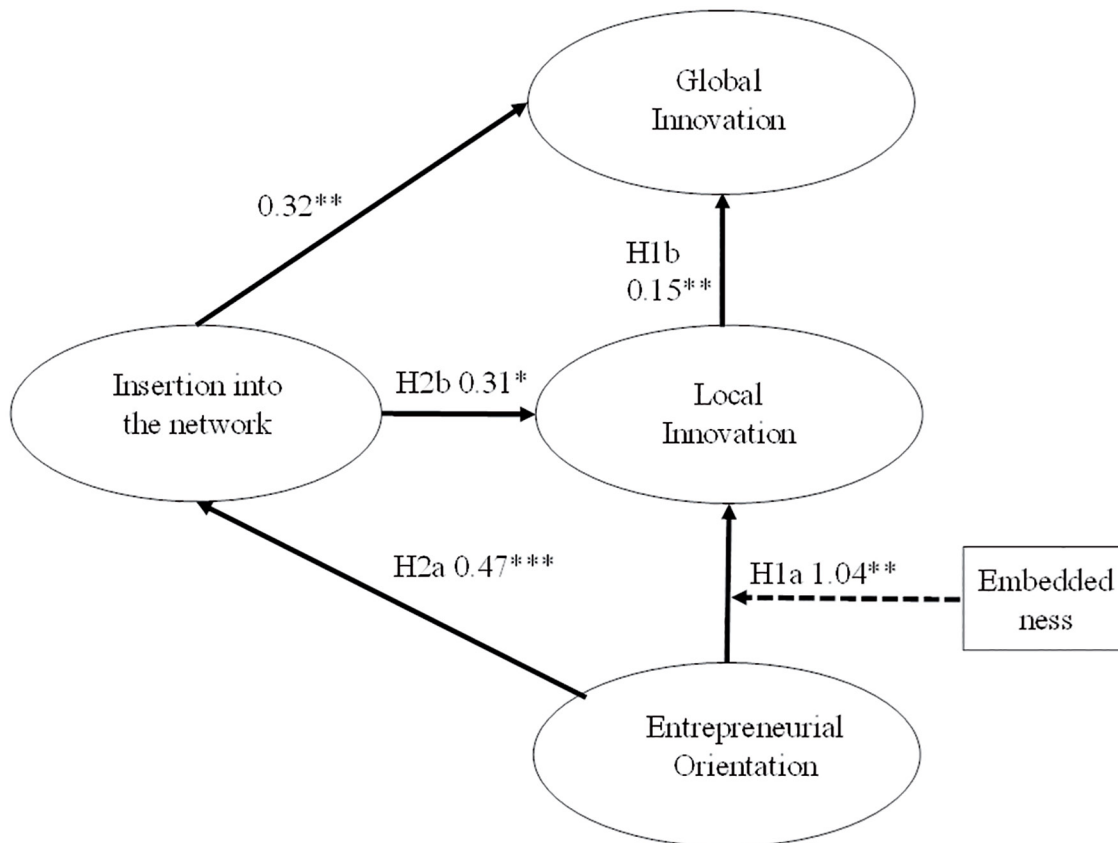 Global
Innovation
0.32**
H1b
0.15**
Insertion into
the network
H2b 0.31*
Local
Innovation
H2a 0.47***
H1a 1.04**
Embedded
ness
Entrepreneurial
Orientation